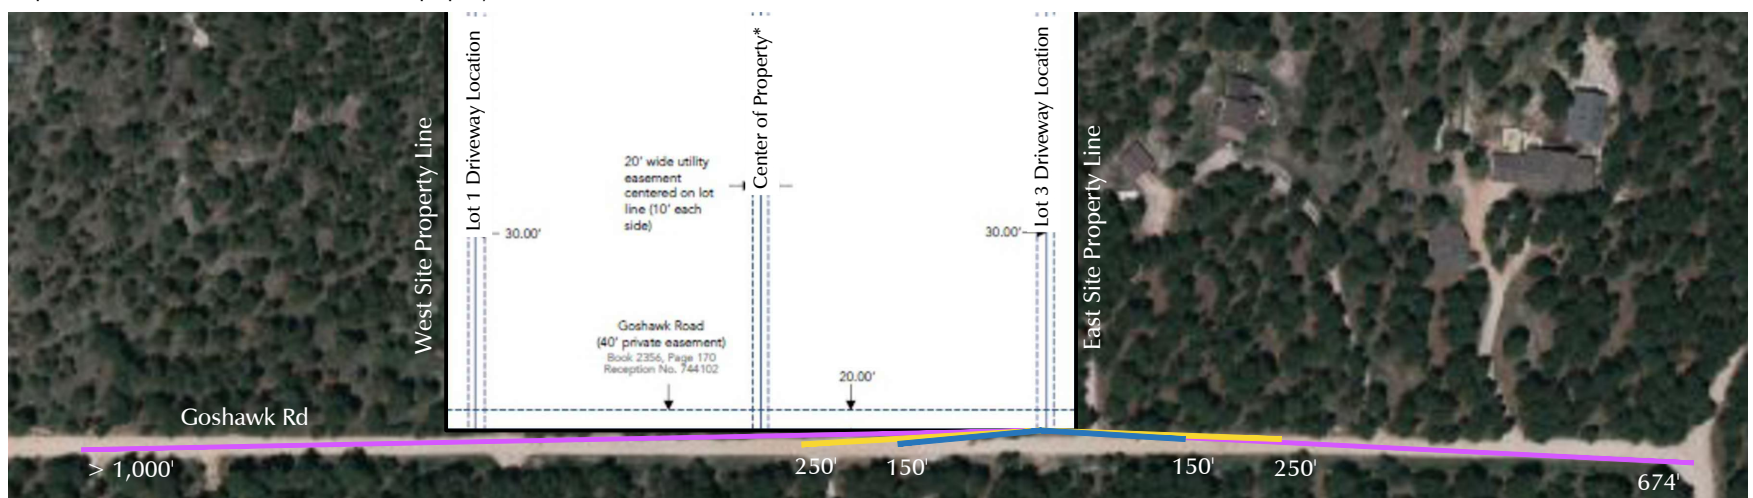 West Site Property Line
Lot 1 Driveway Location
30.00'
20' wide utility
easement
centered on lot
line (10' each
side)
Center of Property*
Goshawk Road
(40' private easement)
Book 2356, Page 170
Reception No. 744102
20.00'
30.00'
Lot 3 Driveway Location
East Site Property Line
Goshawk Rd
> 1,000'
250'
150'
150'
250'
674'